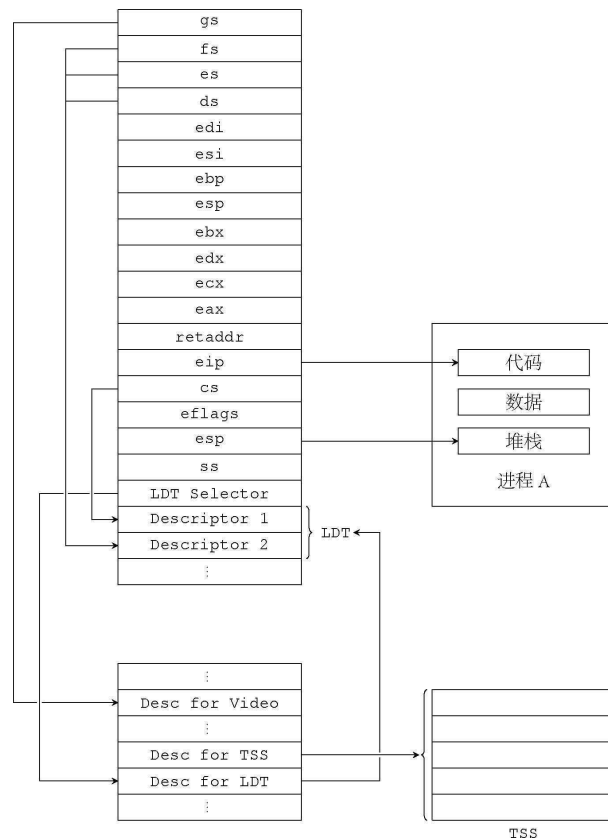 gs
fs
es
ds
edi
esi
ebp
esp
ebx
edx
ecx
eax
retaddr
eip
cs
eflags
esp
ss
LDT Selector
Descriptor 1
Descriptor 2
⋮
LDT
代码
数据
堆栈
进程 A
⋮
Desc for Video
⋮
Desc for TSS
Desc for LDT
⋮
TSS